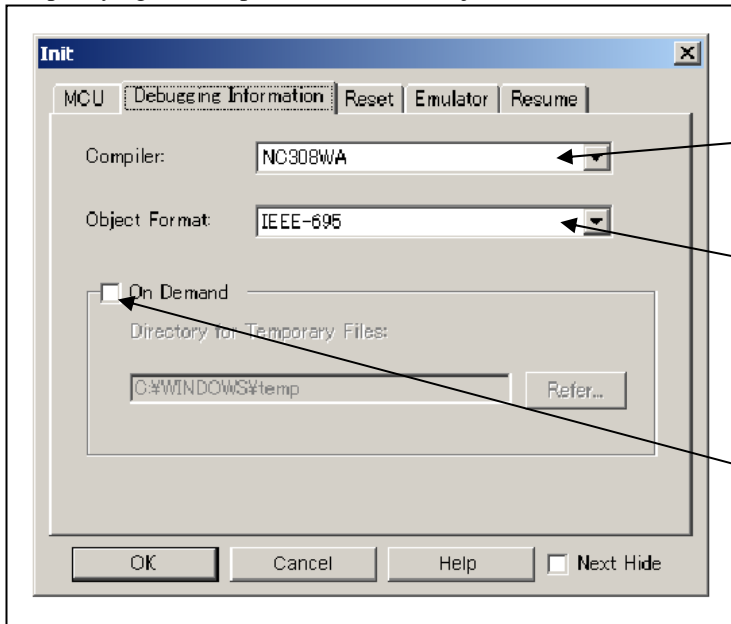 Init
MCU Debugging Information Reset Emulator Resume
Compiler: NC308WA
Object Format: IEEE-695
On Demand
Directory for Temporary Files:
C:¥WINDOWS¥temp Refer...
OK Cancel Help Next Hide